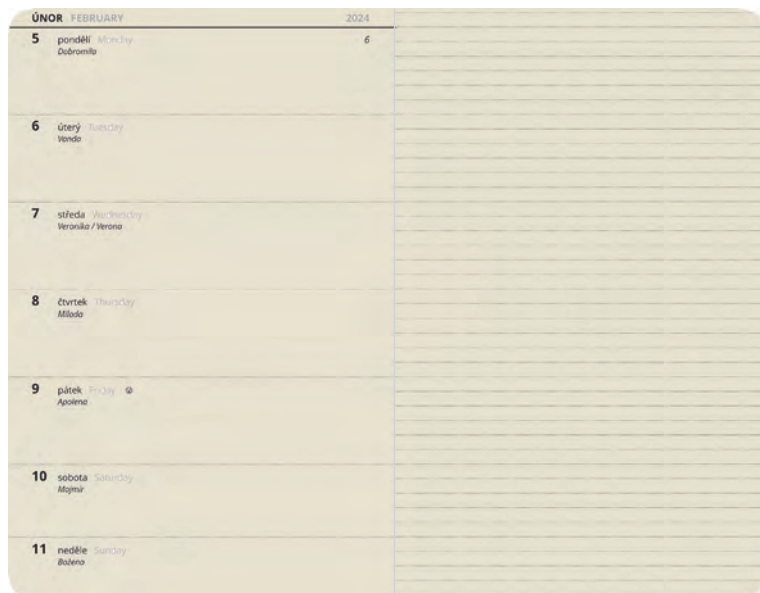 ÚNOR FEBRUARY 2024
5 pondělí Monday 6
Dobromila
6 úterý Tuesday
Vanda
7 středa Wednesday
Veronika / Verona
8 čtvrtek Thursday
Milada
9 pátek Friday
Apolena
10 sobota Saturday
Mojmír
11 neděle Sunday
Božena